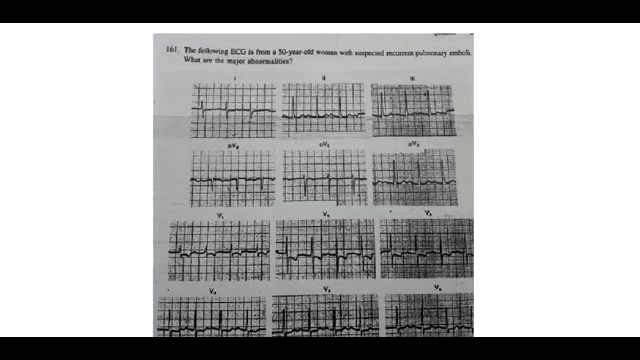 161. The following ECG is from a 50-year-old woman with suspected recurrent pulmonary emboli.
What are the major abnormalities?
I II III
aVR aVL aVF
V1 V2 V3
V4 V5 V6